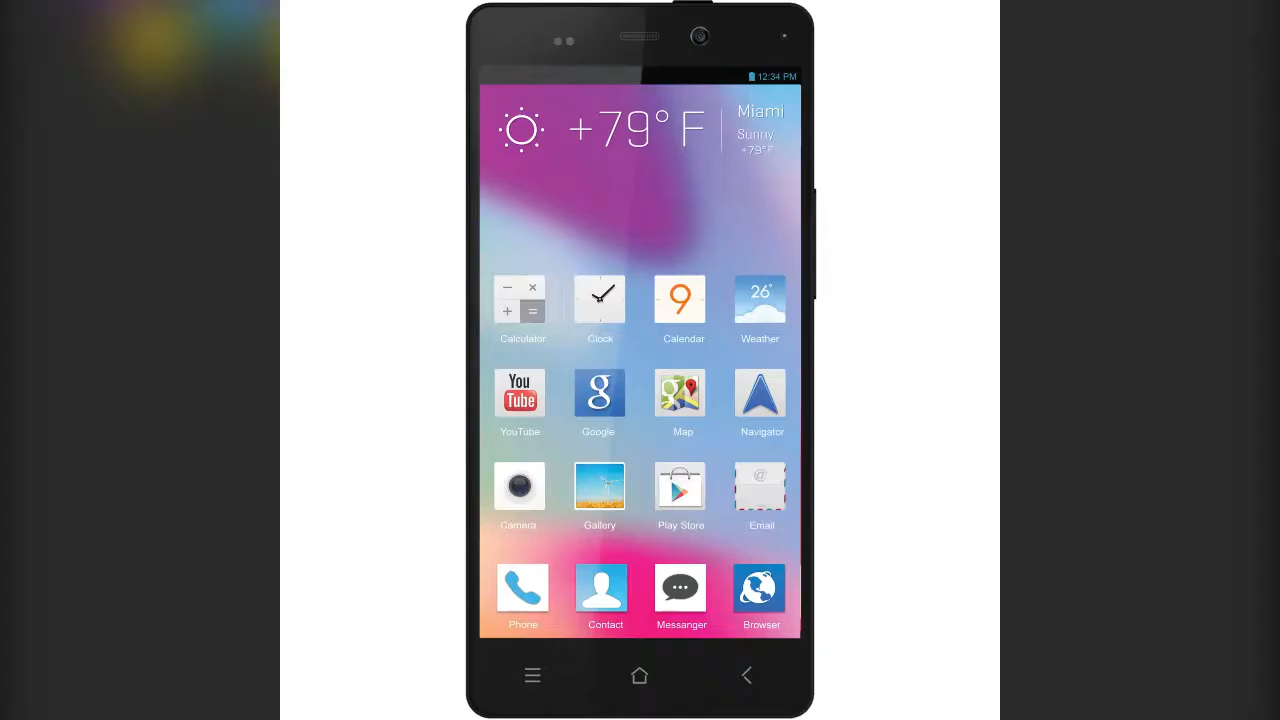 12:34 PM
+79° F
Miami
Sunny
+79°F
− ×
+ =
9
26°
Calculator Clock Calendar Weather
You
Tube
g
g
YouTube Google Map Navigator
@
Camera Gallery Play Store Email
Phone Contact Messanger Browser